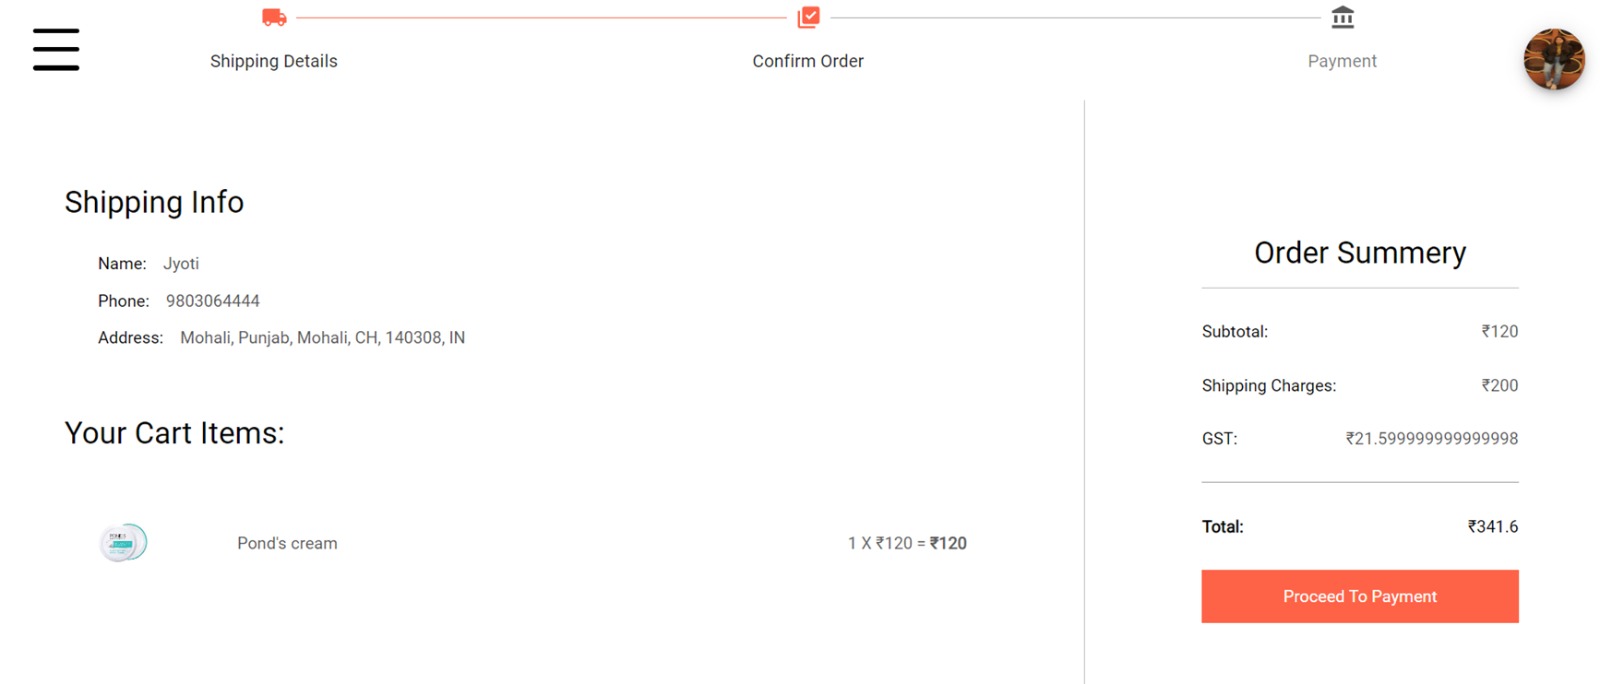 Shipping Details
Confirm Order
Payment
Shipping Info
Name: Jyoti
Phone: 9803064444
Address: Mohali, Punjab, Mohali, CH, 140308, IN
Your Cart Items:
Pond's cream
1 X ₹120 = ₹120
Order Summery
Subtotal: ₹120
Shipping Charges: ₹200
GST: ₹21.599999999999998
Total: ₹341.6
Proceed To Payment